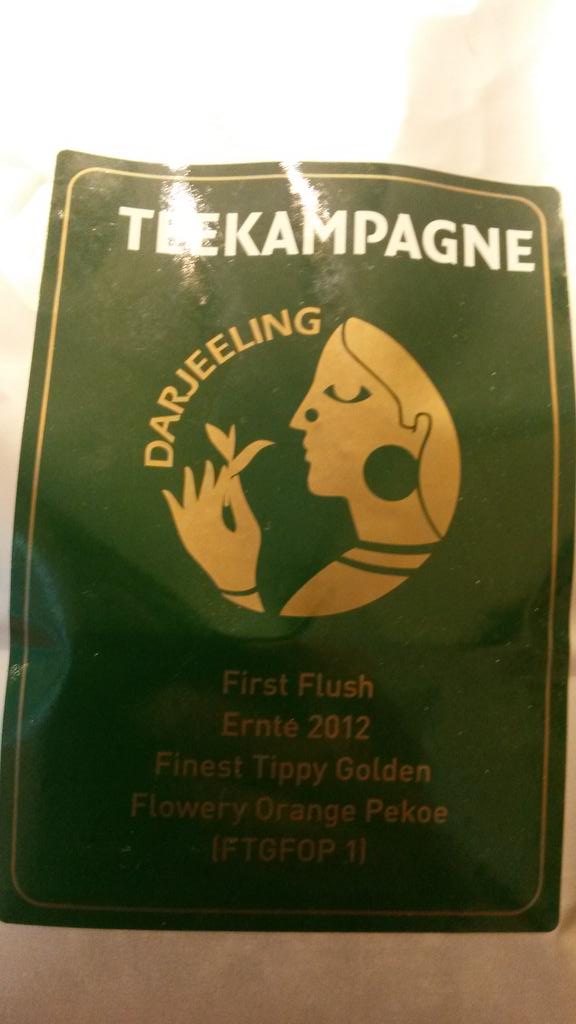 TEEKAMPAGNE
DARJEELING
First Flush
Ernte 2012
Finest Tippy Golden
Flowery Orange Pekoe
(FTGFOP 1)